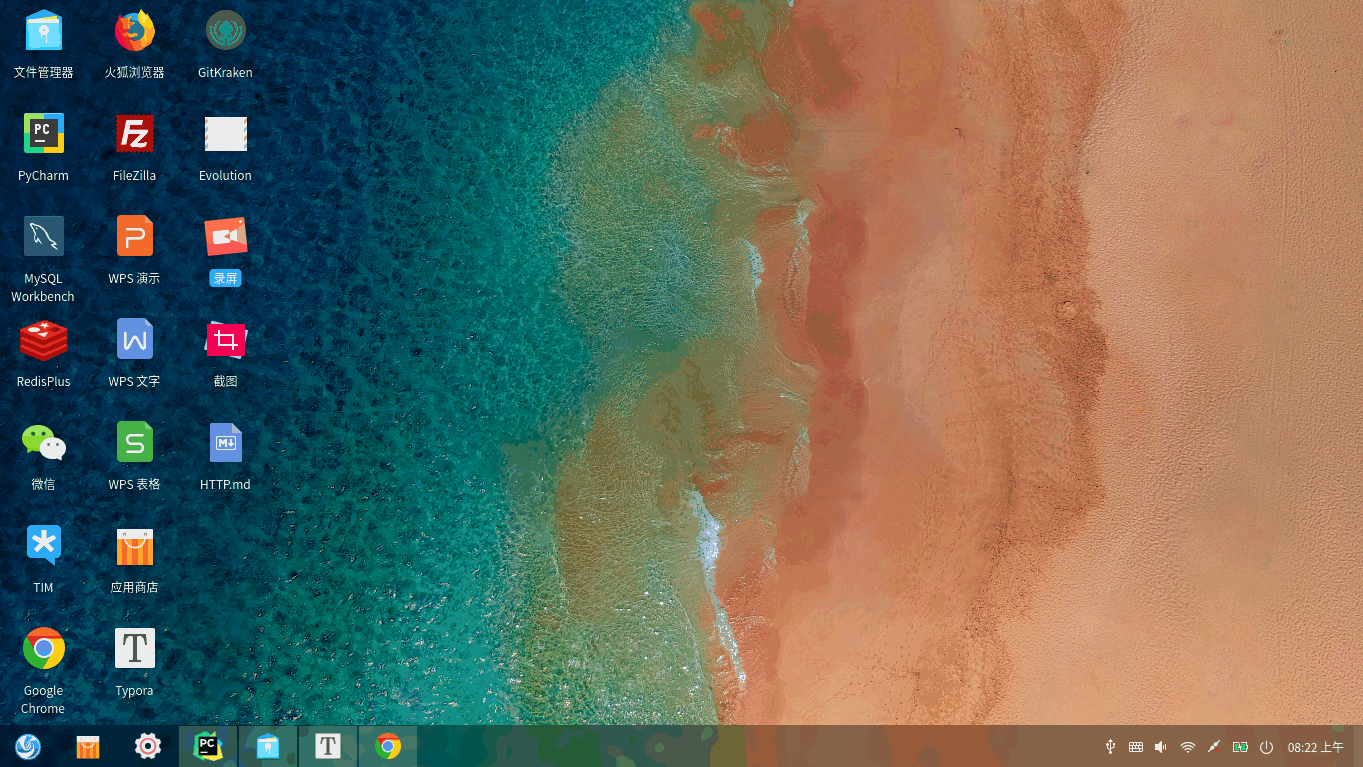 文件管理器
火狐浏览器
GitKraken
PC
PyCharm
FZ
FileZilla
Evolution
MySQL
Workbench
P
WPS 演示
录屏
RedisPlus
W
WPS 文字
截图
微信
S
WPS 表格
M
HTTP.md
TIM
应用商店
Google
Chrome
T
Typora
PC
T
08:22 上午